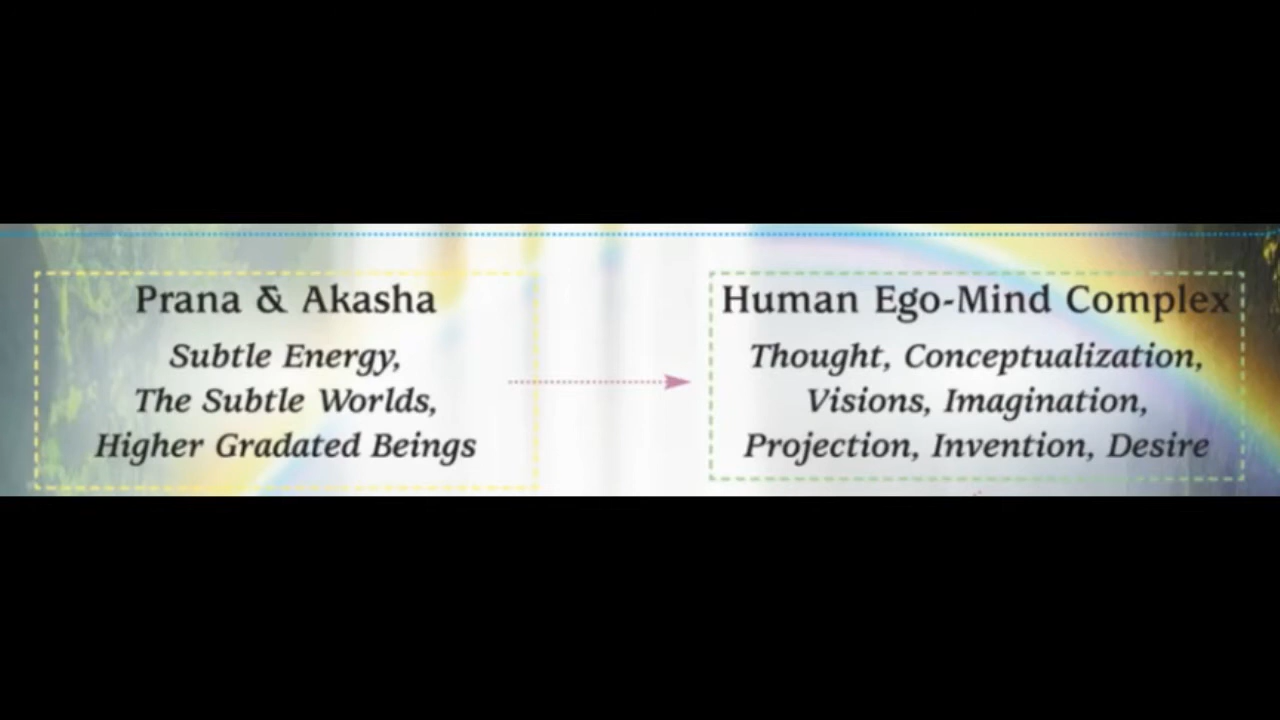 Prana & Akasha
Subtle Energy,
The Subtle Worlds,
Higher Gradated Beings
Human Ego-Mind Complex
Thought, Conceptualization,
Visions, Imagination,
Projection, Invention, Desire